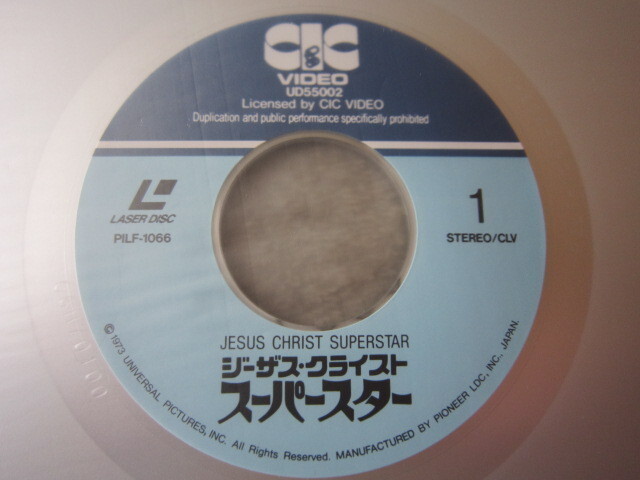 CIC
VIDEO
UD55002
Licensed by CIC VIDEO
Duplication and public performance specifically prohibited
LASER DISC
PILF-1066
1
STEREO/CLV
JESUS CHRIST SUPERSTAR
ジーザス・クライスト
スーパースター
©1973 UNIVERSAL PICTURES, INC. All Rights Reserved. MANUFACTURED BY PIONEER LDC, INC., JAPAN.